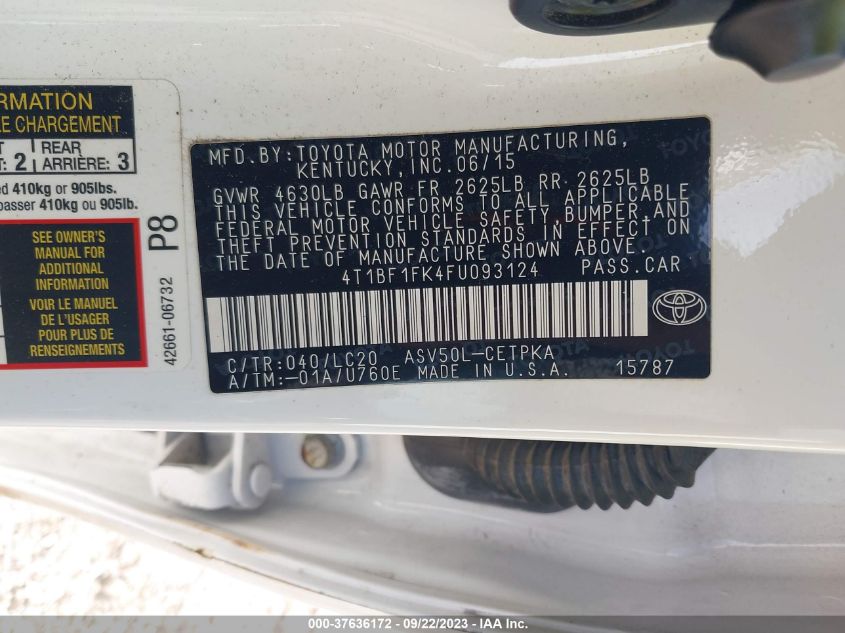 RMATION
E CHARGEMENT
T: 2 REAR ARRIÈRE: 3
ed 410kg or 905lbs.
passer 410kg ou 905lb.
SEE OWNER'S
MANUAL FOR
ADDITIONAL
INFORMATION
VOIR LE MANUEL
DE L'USAGER
POUR PLUS DE
RENSEIGNEMENTS
P8
42661-06732
MFD. BY: TOYOTA MOTOR MANUFACTURING,
KENTUCKY, INC. 06/15
GVWR 4630LB GAWR FR 2625LB RR 2625LB
THIS VEHICLE CONFORMS TO ALL APPLICABLE
FEDERAL MOTOR VEHICLE SAFETY, BUMPER, AND
THEFT PREVENTION STANDARDS IN EFFECT ON
THE DATE OF MANUFACTURE SHOWN ABOVE.
4T1BF1FK4FU093124 PASS. CAR
C/TR: 040/LC20 ASV50L-CETPKA
A/TM: -01A/U760E MADE IN U.S.A. 15787
TOYOTA
000-37636172 - 09/22/2023 - IAA Inc.